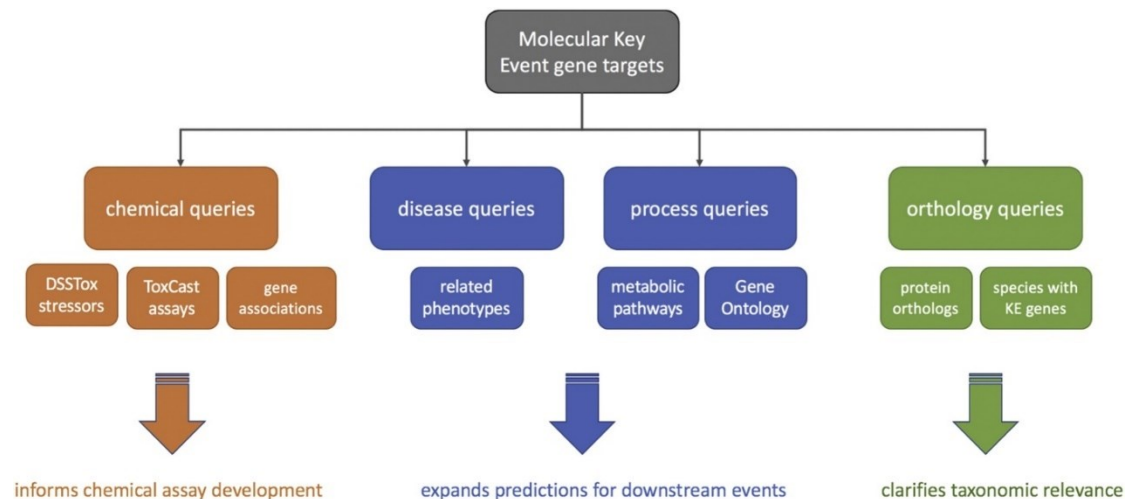 Molecular Key
Event gene targets
chemical queries
disease queries
process queries
orthology queries
DSSTox
stressors
ToxCast
assays
gene
associations
related
phenotypes
metabolic
pathways
Gene
Ontology
protein
orthologs
species with
KE genes
informs chemical assay development
expands predictions for downstream events
clarifies taxonomic relevance